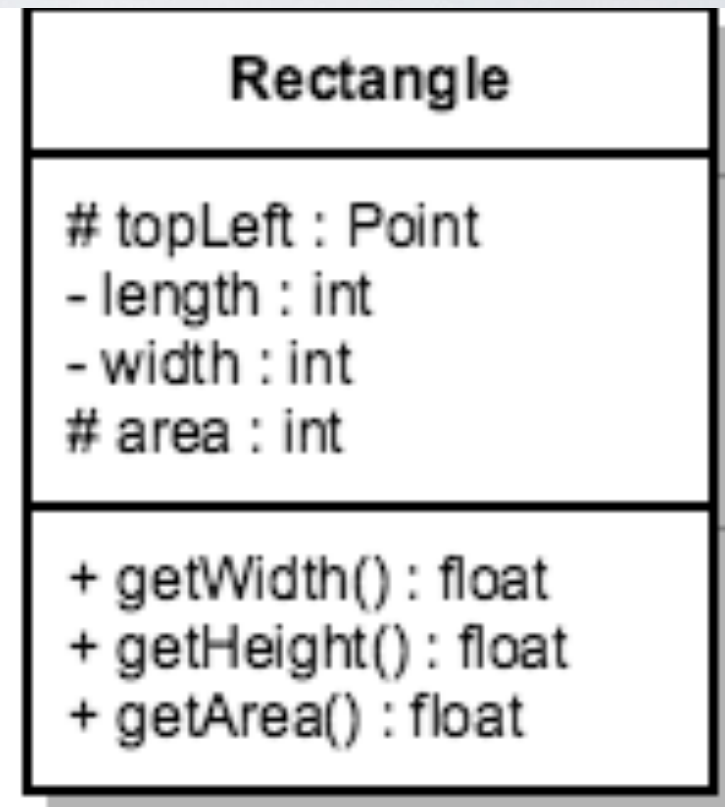 Rectangle
# topLeft : Point
- length : int
- width : int
# area : int
+ getWidth() : float
+ getHeight() : float
+ getArea() : float